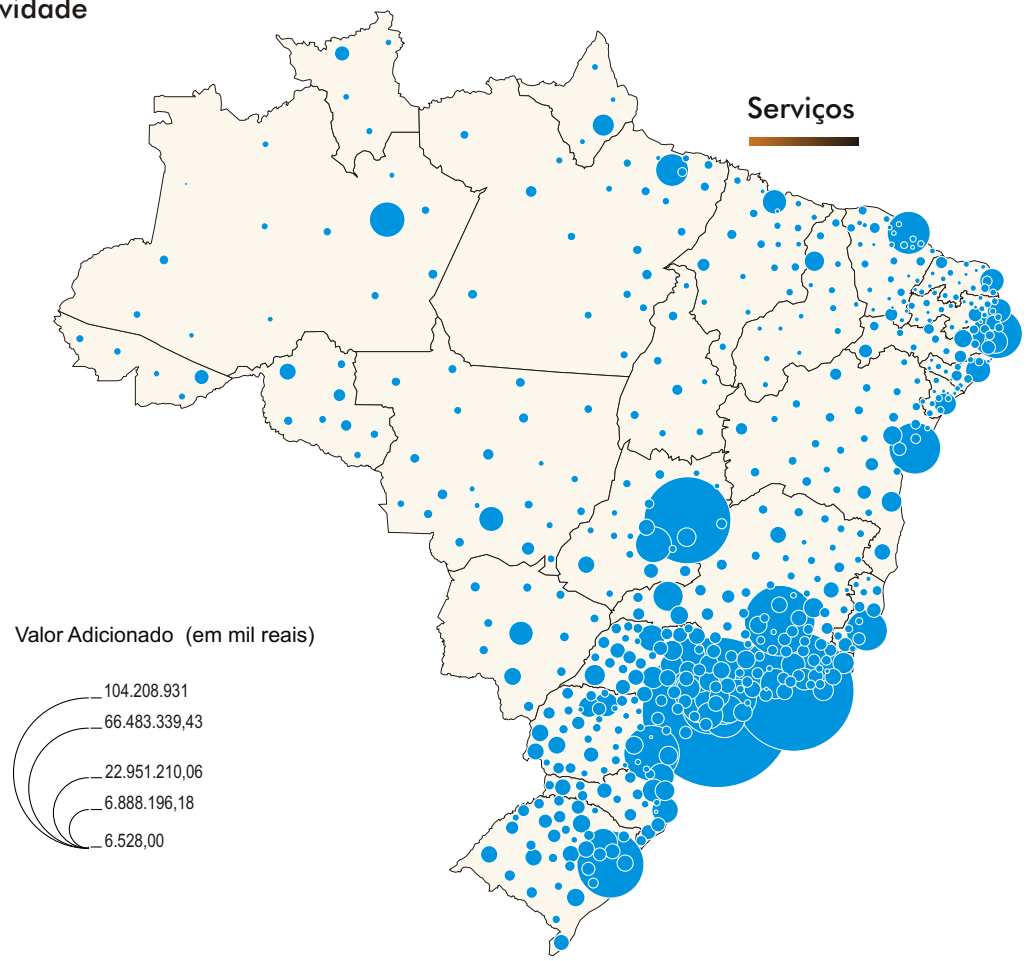 vidade
Serviços
Valor Adicionado (em mil reais)
104.208.931
66.483.339,43
22.951.210,06
6.888.196,18
6.528,00